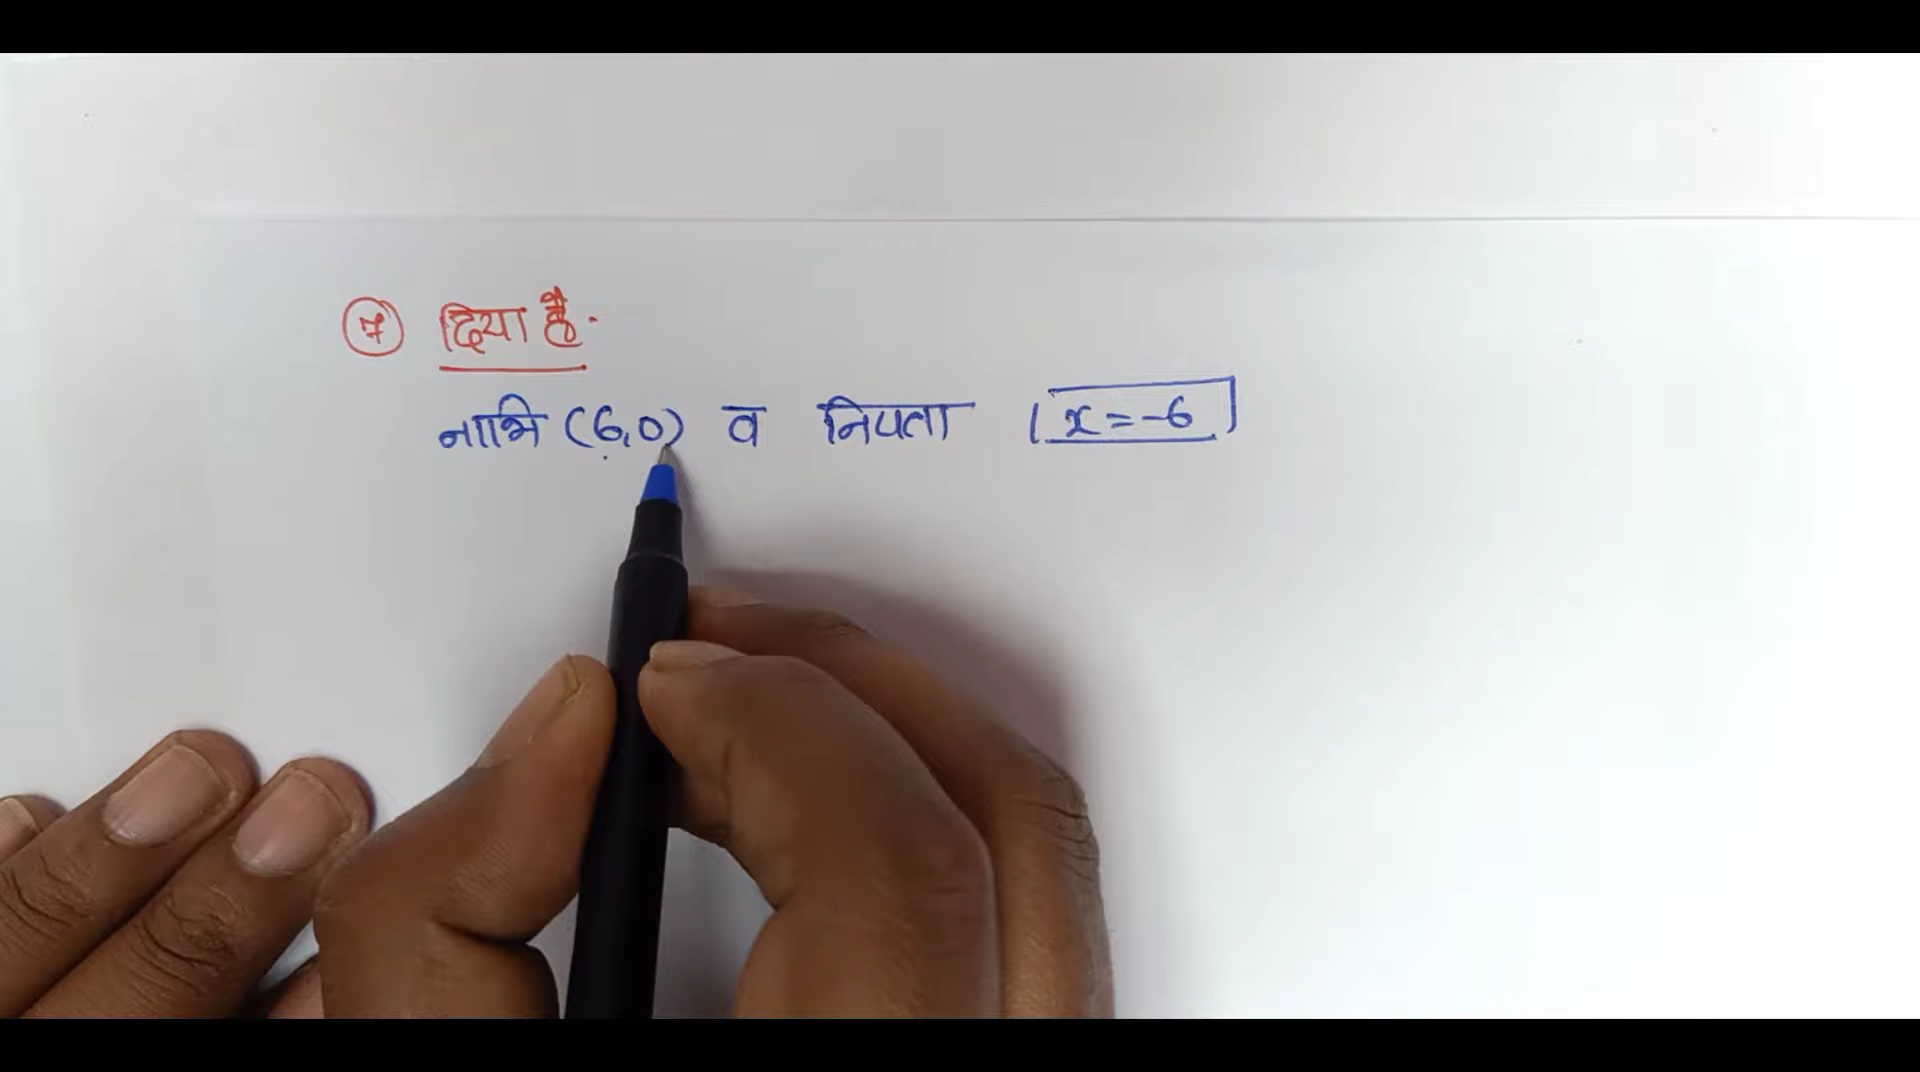 7 दिया है.
नाभि (6,0) व नियता x=-6